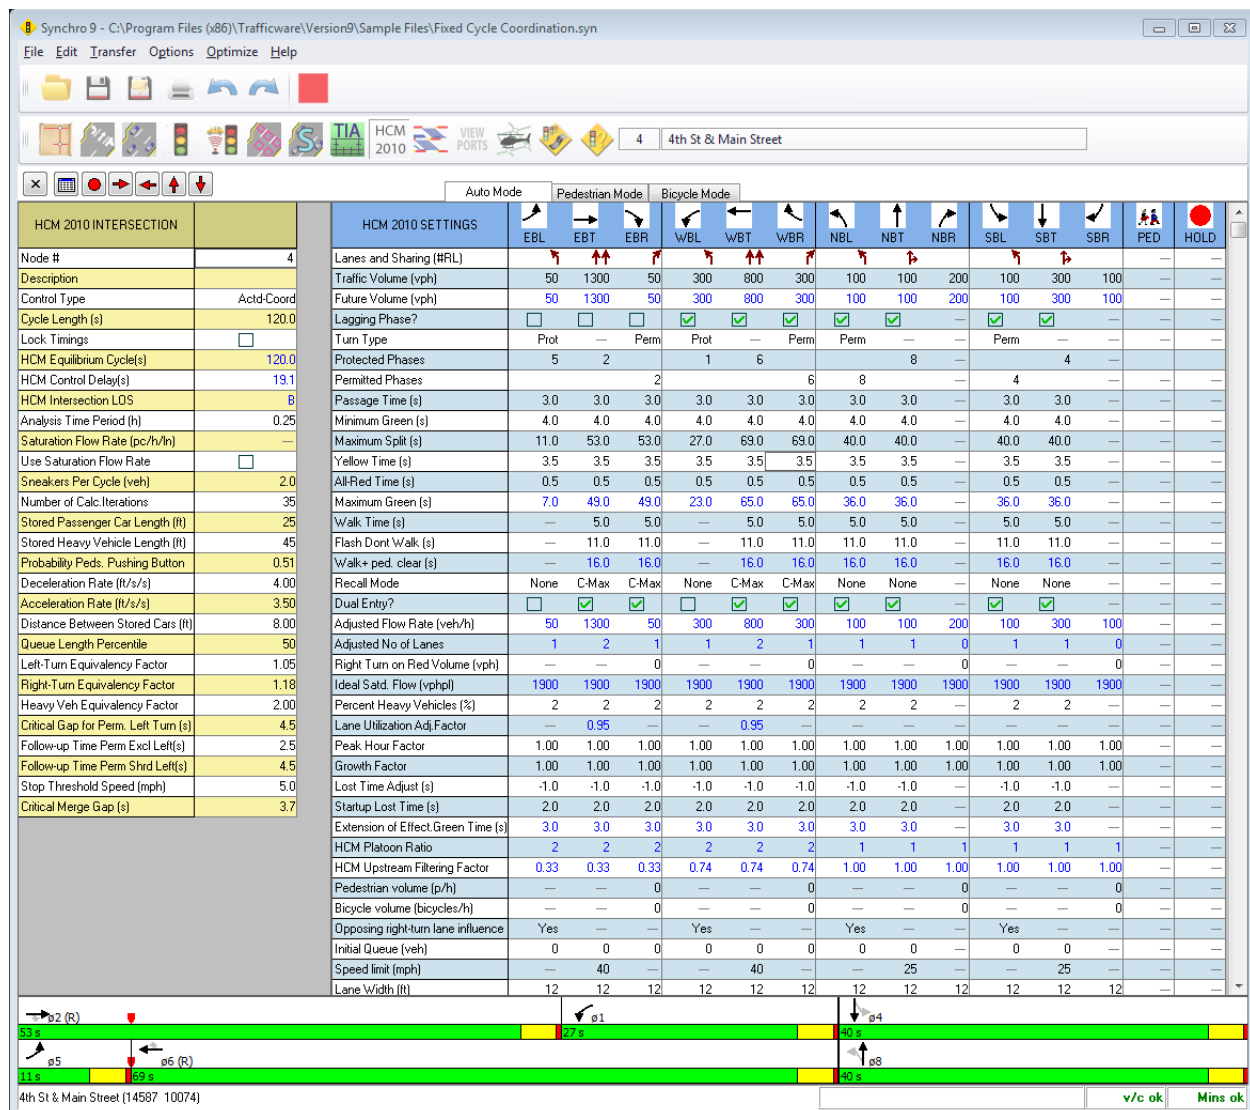 Synchro 9 - C:\Program Files (x86)\Trafficware\Version9\Sample Files\Fixed Cycle Coordination.syn
File Edit Transfer Options Optimize Help
TIA HCM 2010 VIEW PORTS 4 4th St & Main Street
Auto Mode Pedestrian Mode Bicycle Mode
HCM 2010 INTERSECTION
Node # 4
Description
Control Type Actd-Coord
Cycle Length (s) 120.0
Lock Timings
HCM Equilibrium Cycle(s) 120.0
HCM Control Delay(s) 19.1
HCM Intersection LOS B
Analysis Time Period (h) 0.25
Saturation Flow Rate (pc/h/ln) —
Use Saturation Flow Rate
Sneakers Per Cycle (veh) 2.0
Number of Calc.Iterations 35
Stored Passenger Car Length (ft) 25
Stored Heavy Vehicle Length (ft) 45
Probability Peds. Pushing Button 0.51
Deceleration Rate (ft/s/s) 4.00
Acceleration Rate (ft/s/s) 3.50
Distance Between Stored Cars (ft) 8.00
Queue Length Percentile 50
Left-Turn Equivalency Factor 1.05
Right-Turn Equivalency Factor 1.18
Heavy Veh Equivalency Factor 2.00
Critical Gap for Perm. Left Turn (s) 4.5
Follow-up Time Perm Excl Left(s) 2.5
Follow-up Time Perm Shrd Left(s) 4.5
Stop Threshold Speed (mph) 5.0
Critical Merge Gap (s) 3.7
HCM 2010 SETTINGS EBL EBT EBR WBL WBT WBR NBL NBT NBR SBL SBT SBR PED HOLD
Lanes and Sharing (#RL) — —
Traffic Volume (vph) 50 1300 50 300 800 300 100 100 200 100 300 100 — —
Future Volume (vph) 50 1300 50 300 800 300 100 100 200 100 300 100 — —
Lagging Phase? — — — —
Turn Type Prot — Perm Prot — Perm Perm — — Perm — — — —
Protected Phases 5 2 1 6 8 — 4 — — —
Permitted Phases 2 6 8 — 4 — — —
Passage Time (s) 3.0 3.0 3.0 3.0 3.0 3.0 3.0 3.0 — 3.0 3.0 — — —
Minimum Green (s) 4.0 4.0 4.0 4.0 4.0 4.0 4.0 4.0 — 4.0 4.0 — — —
Maximum Split (s) 11.0 53.0 53.0 27.0 69.0 69.0 40.0 40.0 — 40.0 40.0 — — —
Yellow Time (s) 3.5 3.5 3.5 3.5 3.5 3.5 3.5 3.5 — 3.5 3.5 — — —
All-Red Time (s) 0.5 0.5 0.5 0.5 0.5 0.5 0.5 0.5 — 0.5 0.5 — — —
Maximum Green (s) 7.0 49.0 49.0 23.0 65.0 65.0 36.0 36.0 — 36.0 36.0 — — —
Walk Time (s) — 5.0 5.0 — 5.0 5.0 5.0 5.0 — 5.0 5.0 — — —
Flash Dont Walk (s) — 11.0 11.0 — 11.0 11.0 11.0 11.0 — 11.0 11.0 — — —
Walk+ ped. clear (s) — 16.0 16.0 — 16.0 16.0 16.0 16.0 — 16.0 16.0 — — —
Recall Mode None C-Max C-Max None C-Max C-Max None None — None None — — —
Dual Entry? — — — —
Adjusted Flow Rate (veh/h) 50 1300 50 300 800 300 100 100 200 100 300 100 — —
Adjusted No of Lanes 1 2 1 1 2 1 1 1 0 1 1 0 — —
Right Turn on Red Volume (vph) — — 0 — — 0 — — 0 — — 0 — —
Ideal Satd. Flow (vphpl) 1900 1900 1900 1900 1900 1900 1900 1900 1900 1900 1900 1900 — —
Percent Heavy Vehicles (%) 2 2 2 2 2 2 2 2 — 2 2 — — —
Lane Utilization Adj.Factor — 0.95 — — 0.95 — — — — — — — — —
Peak Hour Factor 1.00 1.00 1.00 1.00 1.00 1.00 1.00 1.00 1.00 1.00 1.00 1.00 — —
Growth Factor 1.00 1.00 1.00 1.00 1.00 1.00 1.00 1.00 1.00 1.00 1.00 1.00 — —
Lost Time Adjust (s) -1.0 -1.0 -1.0 -1.0 -1.0 -1.0 -1.0 -1.0 — -1.0 -1.0 — — —
Startup Lost Time (s) 2.0 2.0 2.0 2.0 2.0 2.0 2.0 2.0 — 2.0 2.0 — — —
Extension of Effect.Green Time (s) 3.0 3.0 3.0 3.0 3.0 3.0 3.0 3.0 — 3.0 3.0 — — —
HCM Platoon Ratio 2 2 2 2 2 2 1 1 1 1 1 1 — —
HCM Upstream Filtering Factor 0.33 0.33 0.33 0.74 0.74 0.74 1.00 1.00 1.00 1.00 1.00 1.00 — —
Pedestrian volume (p/h) — — 0 — — 0 — — 0 — — 0 — —
Bicycle volume (bicycles/h) — — 0 — — 0 — — 0 — — 0 — —
Opposing right-turn lane influence Yes — — Yes — — Yes — — Yes — — — —
Initial Queue (veh) 0 0 0 0 0 0 0 0 — 0 0 — — —
Speed limit (mph) — 40 — — 40 — — 25 — — 25 — — —
Lane Width (ft) 12 12 12 12 12 12 12 12 12 12 12 12 — —
ø2 (R) ø1 ø4
53 s 27 s 40 s
ø5 ø6 (R) ø8
11 s 69 s 40 s
4th St & Main Street (14587 10074) v/c ok Mins ok